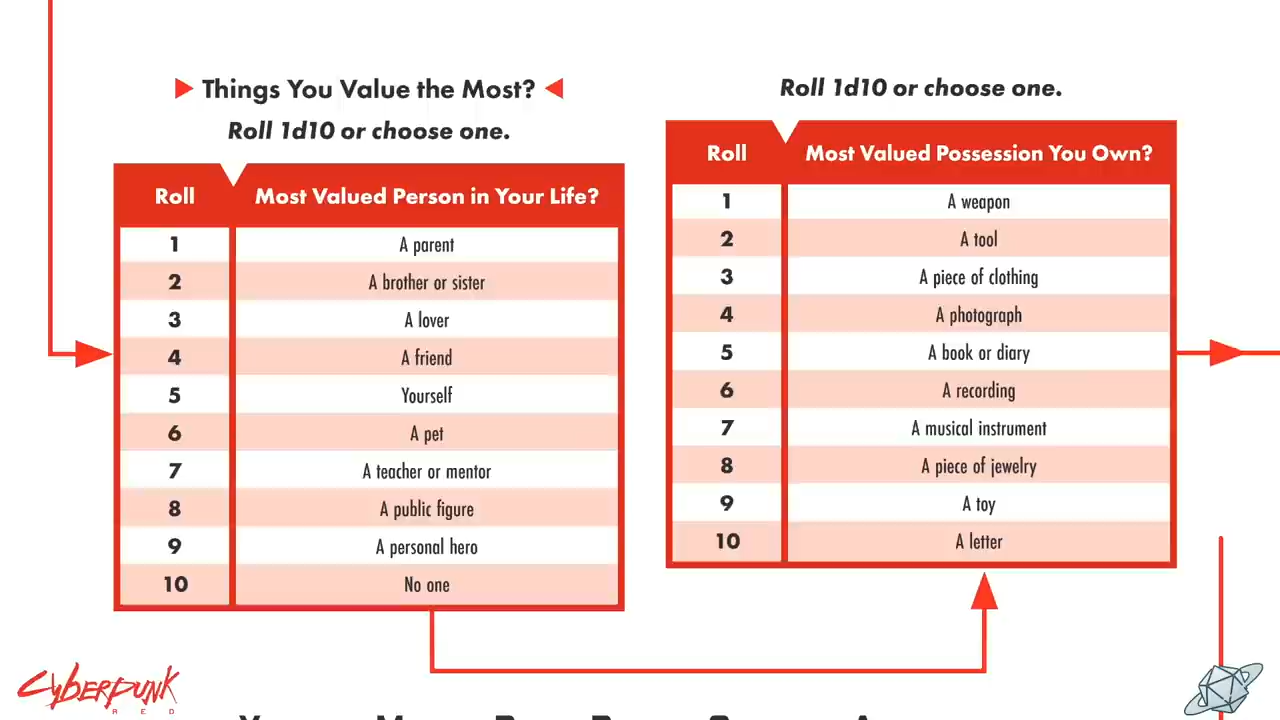 Things You Value the Most?
Roll 1d10 or choose one.
Roll Most Valued Person in Your Life?
1 A parent
2 A brother or sister
3 A lover
4 A friend
5 Yourself
6 A pet
7 A teacher or mentor
8 A public figure
9 A personal hero
10 No one
Roll 1d10 or choose one.
Roll Most Valued Possession You Own?
1 A weapon
2 A tool
3 A piece of clothing
4 A photograph
5 A book or diary
6 A recording
7 A musical instrument
8 A piece of jewelry
9 A toy
10 A letter
CYBERPUNK
RED